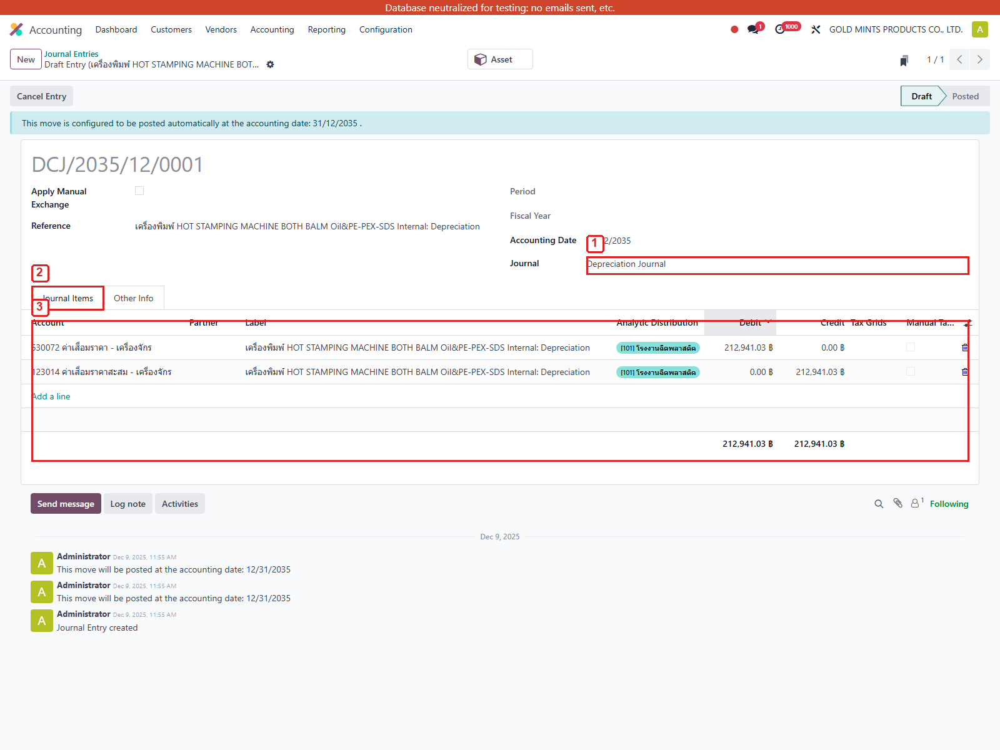 Database neutralized for testing: no emails sent, etc.
Accounting Dashboard Customers Vendors Accounting Reporting Configuration 1 1000 GOLD MINTS PRODUCTS CO., LTD. A
New Journal Entries
Draft Entry (เครื่องพิมพ์ HOT STAMPING MACHINE BOT...
Asset
1 / 1
Cancel Entry
Draft Posted
This move is configured to be posted automatically at the accounting date: 31/12/2035 .
DCJ/2035/12/0001
Apply Manual Exchange
Period
Fiscal Year
Reference เครื่องพิมพ์ HOT STAMPING MACHINE BOTH BALM Oil&PE-PEX-SDS Internal: Depreciation
Accounting Date 2/2035
1
Journal Depreciation Journal
2
Journal Items Other Info
3
Account Partner Label Analytic Distribution Debit Credit Tax Grids Manual Ta...
530072 ค่าเสื่อมราคา - เครื่องจักร เครื่องพิมพ์ HOT STAMPING MACHINE BOTH BALM Oil&PE-PEX-SDS Internal: Depreciation [101] โรงงานฉีดพลาสติก 212,941.03 ฿ 0.00 ฿
123014 ค่าเสื่อมราคาสะสม - เครื่องจักร เครื่องพิมพ์ HOT STAMPING MACHINE BOTH BALM Oil&PE-PEX-SDS Internal: Depreciation [101] โรงงานฉีดพลาสติก 0.00 ฿ 212,941.03 ฿
Add a line
212,941.03 ฿ 212,941.03 ฿
Send message Log note Activities 1 Following
Dec 9, 2025
A Administrator Dec 9, 2025, 11:55 AM
This move will be posted at the accounting date: 12/31/2035
A Administrator Dec 9, 2025, 11:55 AM
This move will be posted at the accounting date: 12/31/2035
A Administrator Dec 9, 2025, 11:55 AM
Journal Entry created